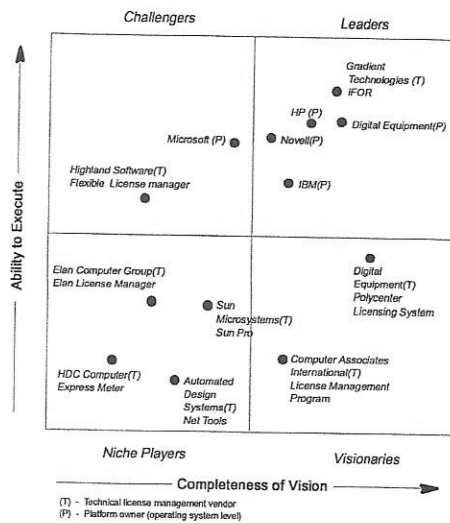 Challengers
Leaders
Gradient
Technologies (T)
iFOR
HP (P)
Digital Equipment(P)
Microsoft (P)
Novell(P)
Highland Software(T)
Flexible License manager
IBM(P)
Ability to Execute
Elan Computer Group(T)
Elan License Manager
Digital
Equipment(T)
Polycenter
Licensing System
Sun
Microsystems(T)
Sun Pro
HDC Computer(T)
Express Meter
Automated
Design
Systems(T)
Net Tools
Computer Associates
International(T)
License Management
Program
Niche Players
Visionaries
Completeness of Vision
(T) - Technical license management vendor
(P) - Platform owner (operating system level)